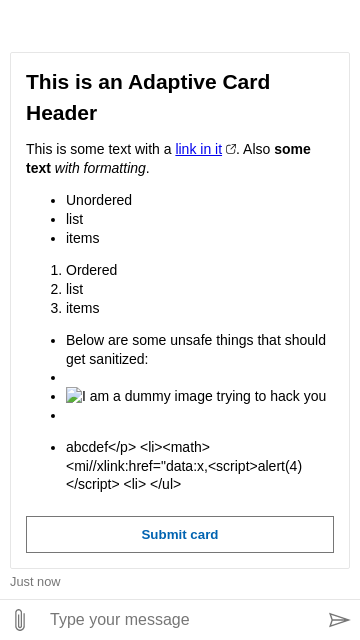 This is an Adaptive Card
Header
This is some text with a link in it. Also some
text with formatting.
• Unordered
• list
• items
1. Ordered
2. list
3. items
• Below are some unsafe things that should
get sanitized:
•
• I am a dummy image trying to hack you
•
• abcdef</p> <li><math>
<mi//xlink:href="data:x,<script>alert(4)
</script> <li> </ul>
Submit card
Just now
Type your message